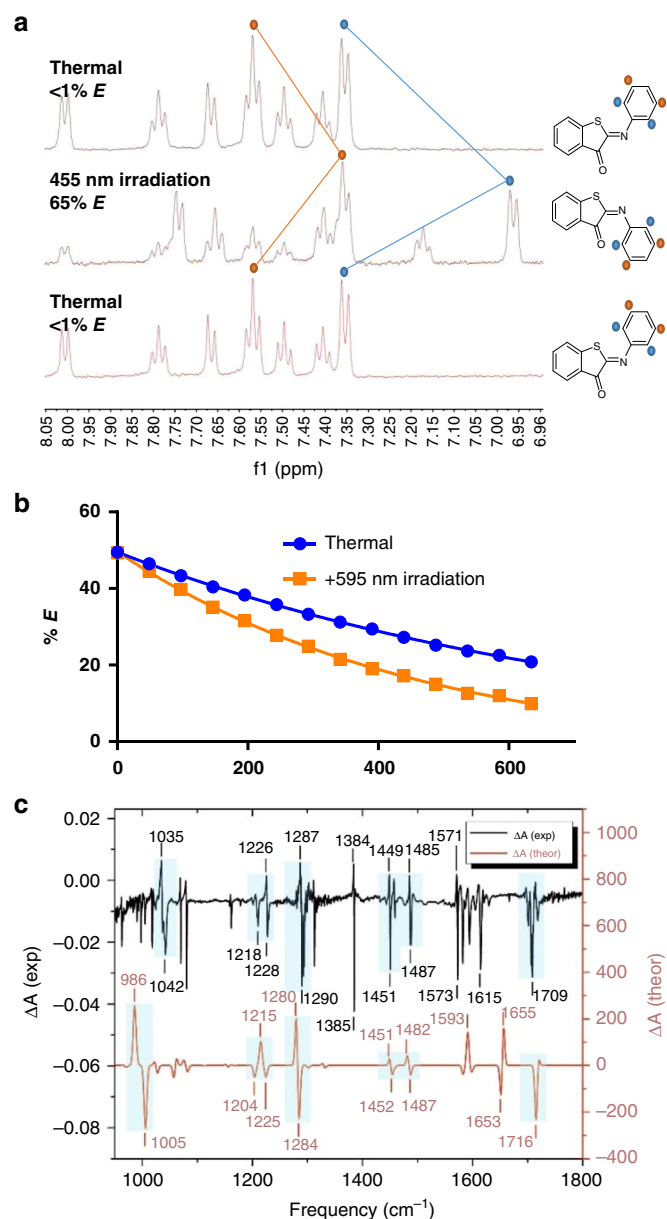 a
Thermal
<1% E
S
N
O
455 nm irradiation
65% E
S
N
O
Thermal
<1% E
S
N
O
8.05 8.00 7.95 7.90 7.85 7.80 7.75 7.70 7.65 7.60 7.55 7.50 7.45 7.40 7.35 7.30 7.25 7.20 7.15 7.10 7.05 7.00 6.95 6.96
f1 (ppm)
b
60
40
20
0
% E
Thermal
+595 nm irradiation
0 200 400 600
c
0.02
0.00
−0.02
−0.04
−0.06
−0.08
ΔA (exp)
1000
800
600
400
200
0
−200
−400
ΔA (theor)
ΔA (exp)
ΔA (theor)
1035 1226 1287 1384 1449 1485 1571
1042 1218 1228 1290 1385 1451 1487 1573 1615 1709
986 1215 1280 1451 1482 1593 1655
1005 1204 1225 1284 1452 1487 1653 1716
1000 1200 1400 1600 1800
Frequency (cm⁻¹)